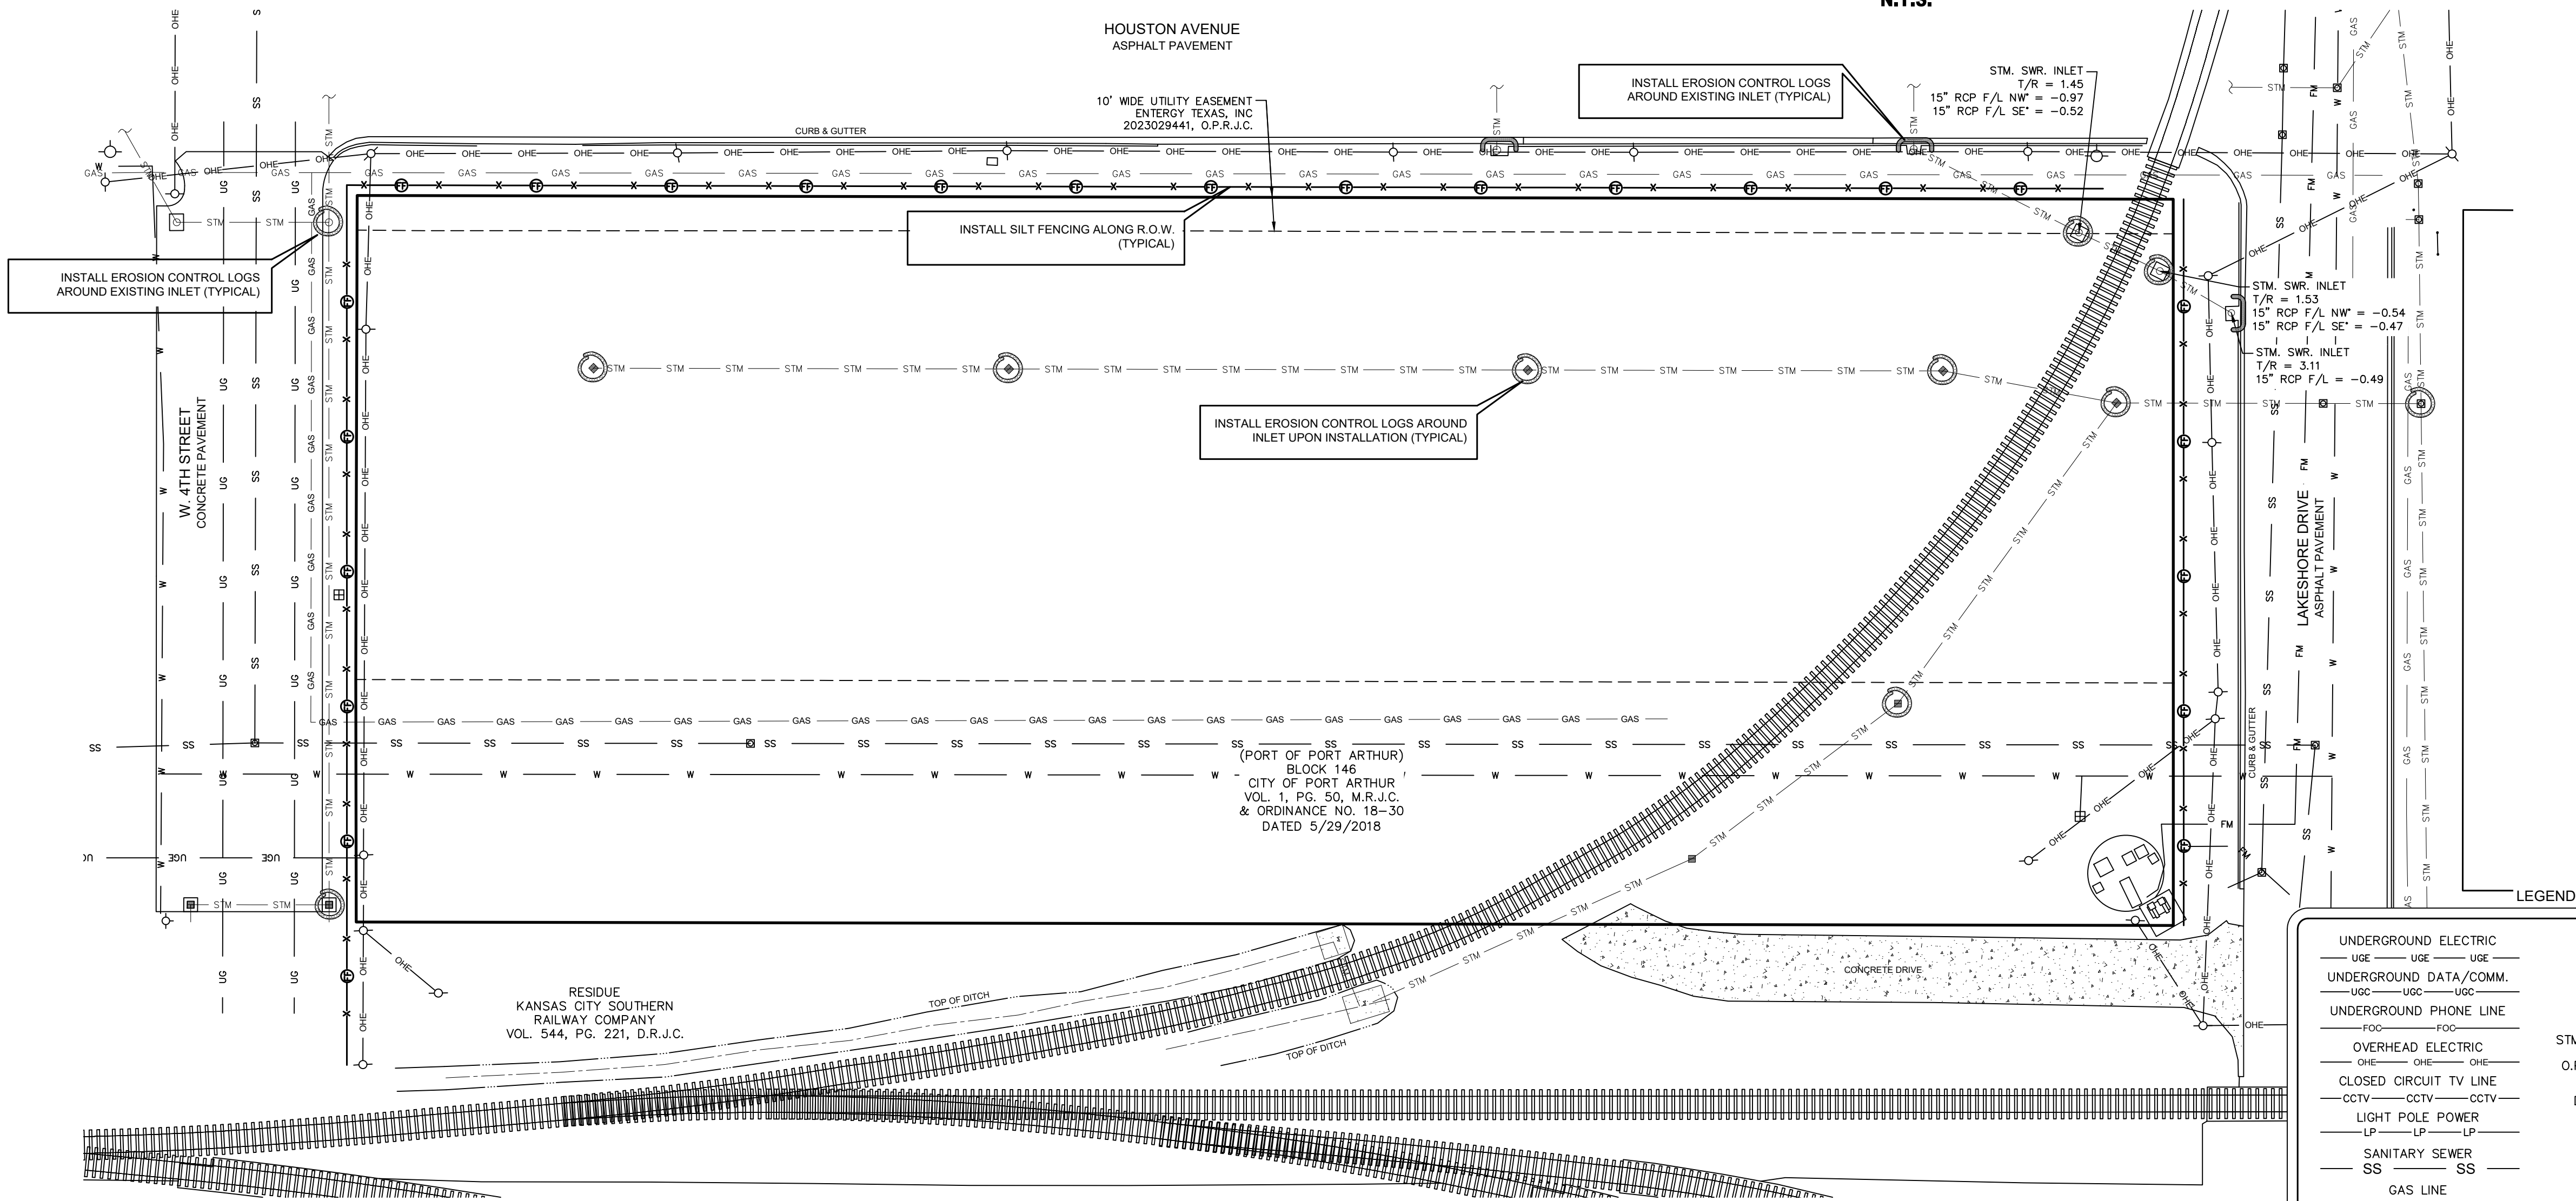 N.T.S.
HOUSTON AVENUE
ASPHALT PAVEMENT
CURB & GUTTER
10' WIDE UTILITY EASEMENT
ENTERGY TEXAS, INC
2023029441, O.P.R.J.C.
INSTALL EROSION CONTROL LOGS
AROUND EXISTING INLET (TYPICAL)
STM. SWR. INLET
T/R = 1.45
15" RCP F/L NW' = -0.97
15" RCP F/L SE' = -0.52
INSTALL SILT FENCING ALONG R.O.W.
(TYPICAL)
INSTALL EROSION CONTROL LOGS
AROUND EXISTING INLET (TYPICAL)
STM. SWR. INLET
T/R = 1.53
15" RCP F/L NW' = -0.54
15" RCP F/L SE' = -0.47
STM. SWR. INLET
T/R = 3.11
15" RCP F/L = -0.49
INSTALL EROSION CONTROL LOGS AROUND
INLET UPON INSTALLATION (TYPICAL)
W. 4TH STREET
CONCRETE PAVEMENT
LAKESHORE DRIVE
ASPHALT PAVEMENT
CURB & GUTTER
(PORT OF PORT ARTHUR)
BLOCK 146
CITY OF PORT ARTHUR
VOL. 1, PG. 50, M.R.J.C.
& ORDINANCE NO. 18-30
DATED 5/29/2018
RESIDUE
KANSAS CITY SOUTHERN
RAILWAY COMPANY
VOL. 544, PG. 221, D.R.J.C.
TOP OF DITCH
TOP OF DITCH
CONCRETE DRIVE
LEGEND
UNDERGROUND ELECTRIC
UGE UGE UGE
UNDERGROUND DATA/COMM.
UGC UGC UGC
UNDERGROUND PHONE LINE
FOC FOC
OVERHEAD ELECTRIC
OHE OHE OHE
CLOSED CIRCUIT TV LINE
CCTV CCTV CCTV
LIGHT POLE POWER
LP LP LP
SANITARY SEWER
SS SS
GAS LINE
STM